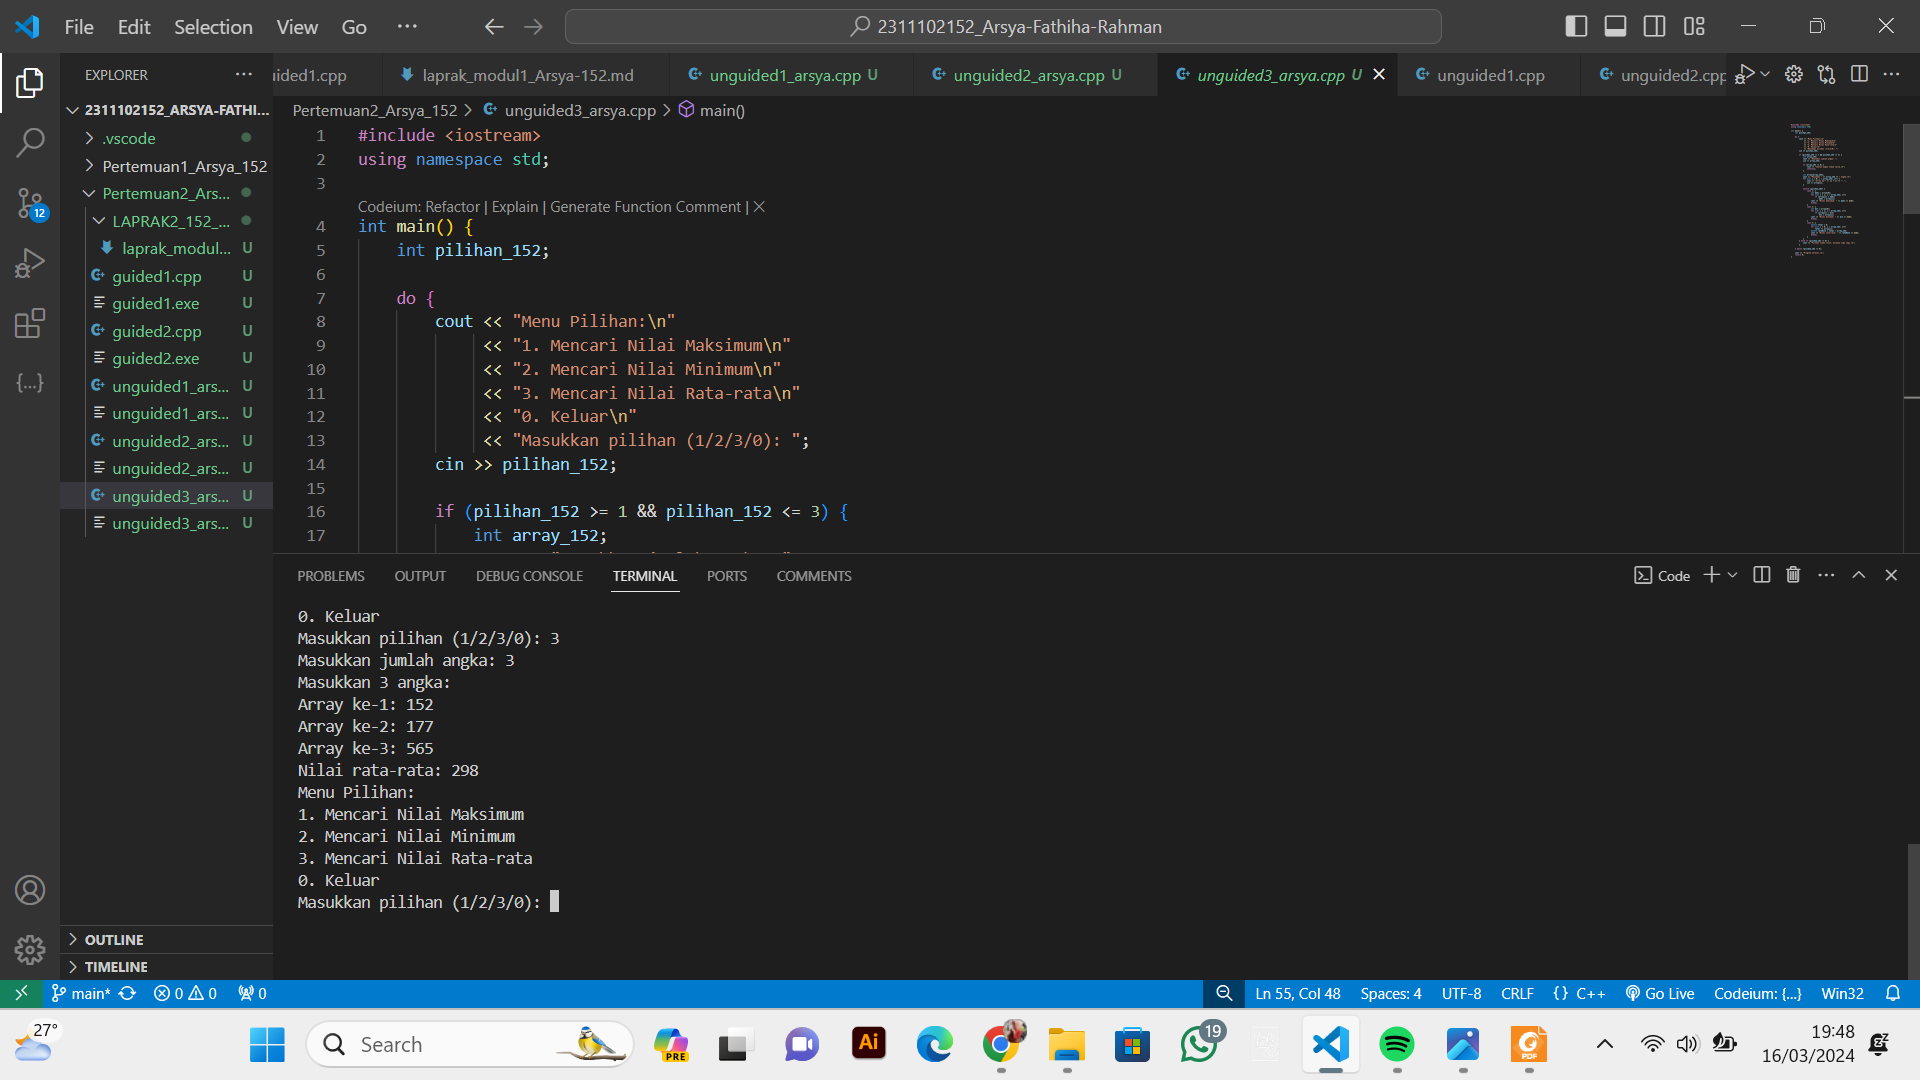 File Edit Selection View Go ···
2311102152_Arsya-Fathiha-Rahman
EXPLORER
2311102152_ARSYA-FATHI...
.vscode
Pertemuan1_Arsya_152
Pertemuan2_Ars...
LAPRAK2_152_...
laprak_modul... U
guided1.cpp U
guided1.exe U
guided2.cpp U
guided2.exe U
unguided1_ars... U
unguided1_ars... U
unguided2_ars... U
unguided2_ars... U
unguided3_ars... U
unguided3_ars... U
OUTLINE
TIMELINE
12
uided1.cpp laprak_modul1_Arsya-152.md unguided1_arsya.cpp U unguided2_arsya.cpp U unguided3_arsya.cpp U unguided1.cpp unguided2.cpp
Pertemuan2_Arsya_152 > unguided3_arsya.cpp > main()
1 #include <iostream>
2 using namespace std;
3
Codeium: Refactor | Explain | Generate Function Comment | X
4 int main() {
5 int pilihan_152;
6
7 do {
8 cout << "Menu Pilihan:\n"
9 << "1. Mencari Nilai Maksimum\n"
10 << "2. Mencari Nilai Minimum\n"
11 << "3. Mencari Nilai Rata-rata\n"
12 << "0. Keluar\n"
13 << "Masukkan pilihan (1/2/3/0): ";
14 cin >> pilihan_152;
15
16 if (pilihan_152 >= 1 && pilihan_152 <= 3) {
17 int array_152;
PROBLEMS OUTPUT DEBUG CONSOLE TERMINAL PORTS COMMENTS
Code
0. Keluar
Masukkan pilihan (1/2/3/0): 3
Masukkan jumlah angka: 3
Masukkan 3 angka:
Array ke-1: 152
Array ke-2: 177
Array ke-3: 565
Nilai rata-rata: 298
Menu Pilihan:
1. Mencari Nilai Maksimum
2. Mencari Nilai Minimum
3. Mencari Nilai Rata-rata
0. Keluar
Masukkan pilihan (1/2/3/0):
main* 0 0 0 Ln 55, Col 48 Spaces: 4 UTF-8 CRLF {} C++ Go Live Codeium: {...} Win32
27° Search PRE Ai 19 PDF 19:48
16/03/2024